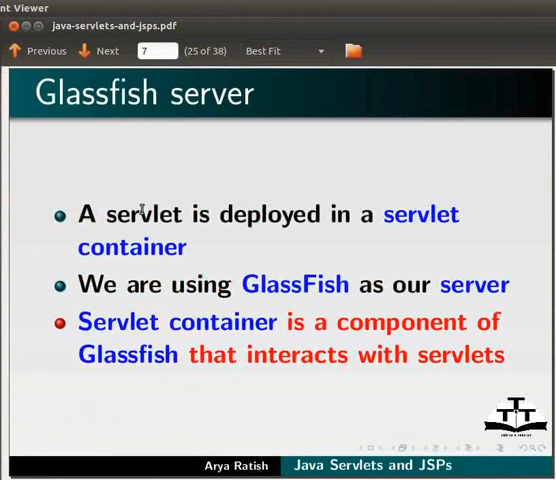 nt Viewer
java-servlets-and-jsps.pdf
Previous Next 7 (25 of 38) Best Fit
Glassfish server
A servlet is deployed in a servlet
container
We are using GlassFish as our server
Servlet container is a component of
Glassfish that interacts with servlets
Arya Ratish Java Servlets and JSPs